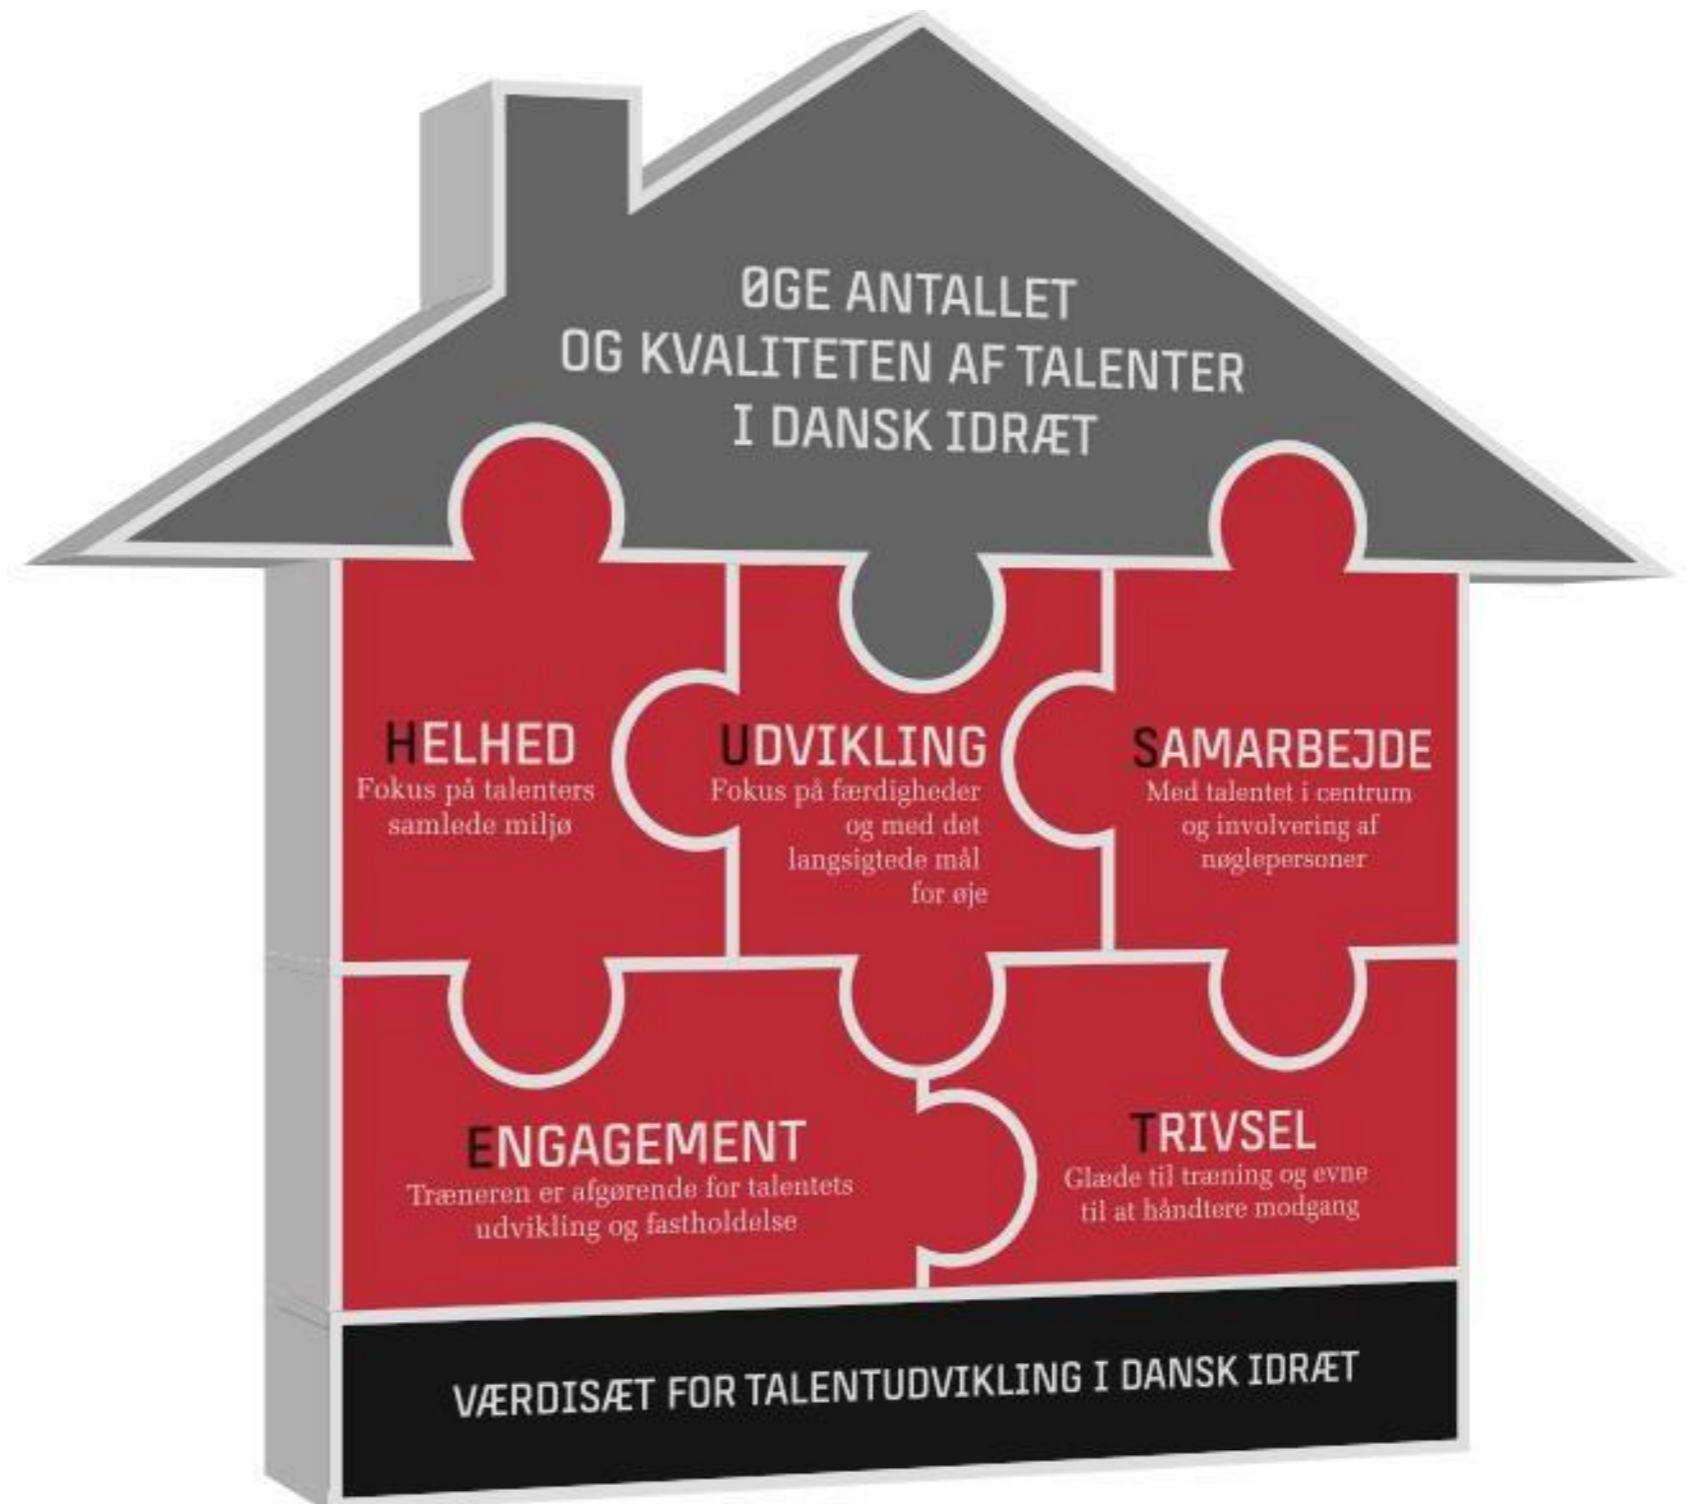 ØGE ANTALLET
OG KVALITETEN AF TALENTER
I DANSK IDRÆT
HELHED
Fokus på talenters
samlede miljø
UDVIKLING
Fokus på færdigheder
og med det
langsigtede mål
for øje
SAMARBEJDE
Med talentet i centrum
og involvering af
nøglepersoner
ENGAGEMENT
Træneren er afgørende for talentets
udvikling og fastholdelse
TRIVSEL
Glæde til træning og evne
til at håndtere modgang
VÆRDISÆT FOR TALENTUDVIKLING I DANSK IDRÆT